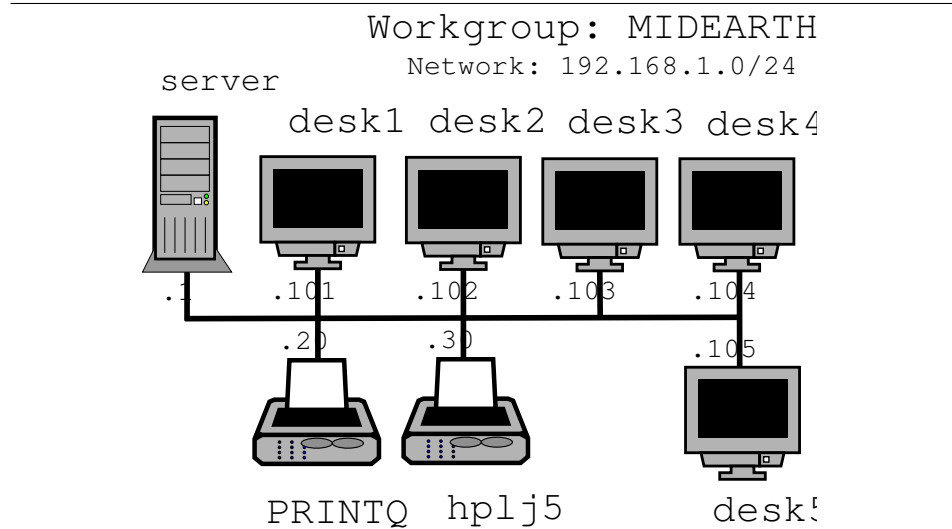 Workgroup: MIDEARTH
Network: 192.168.1.0/24
server
desk1 desk2 desk3 desk4
.1 .101 .102 .103 .104
.20 .30 .105
PRINTQ hplj5 desk5